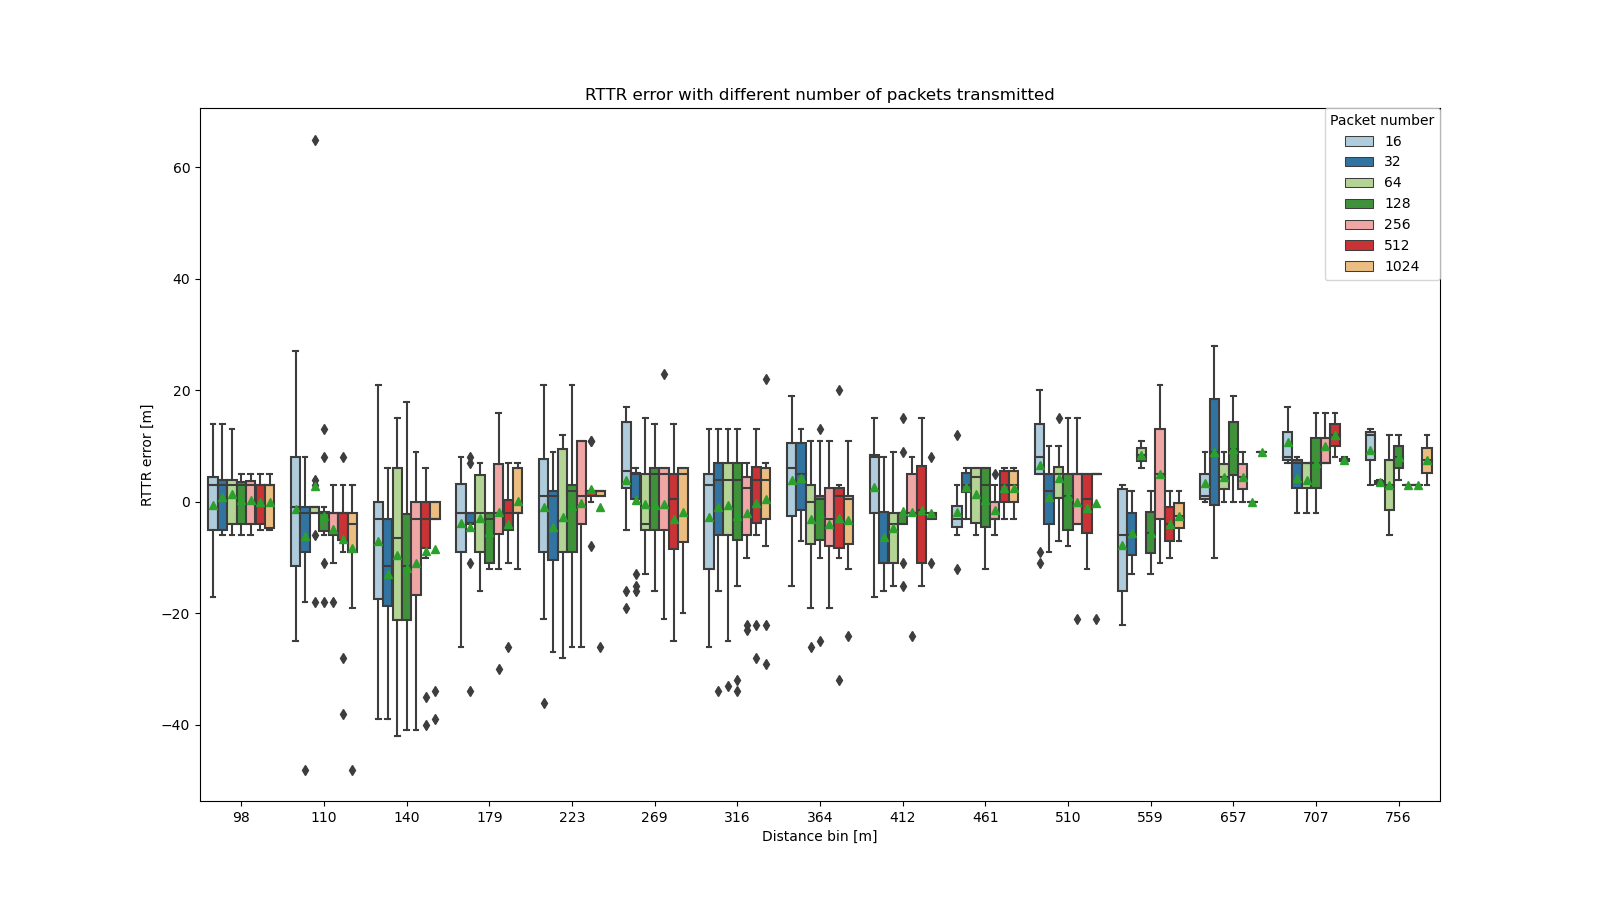 RTTR error with different number of packets transmitted
Packet number
16
32
64
128
256
512
1024
RTTR error [m]
60
40
20
0
−20
−40
98 110 140 179 223 269 316 364 412 461 510 559 657 707 756
Distance bin [m]